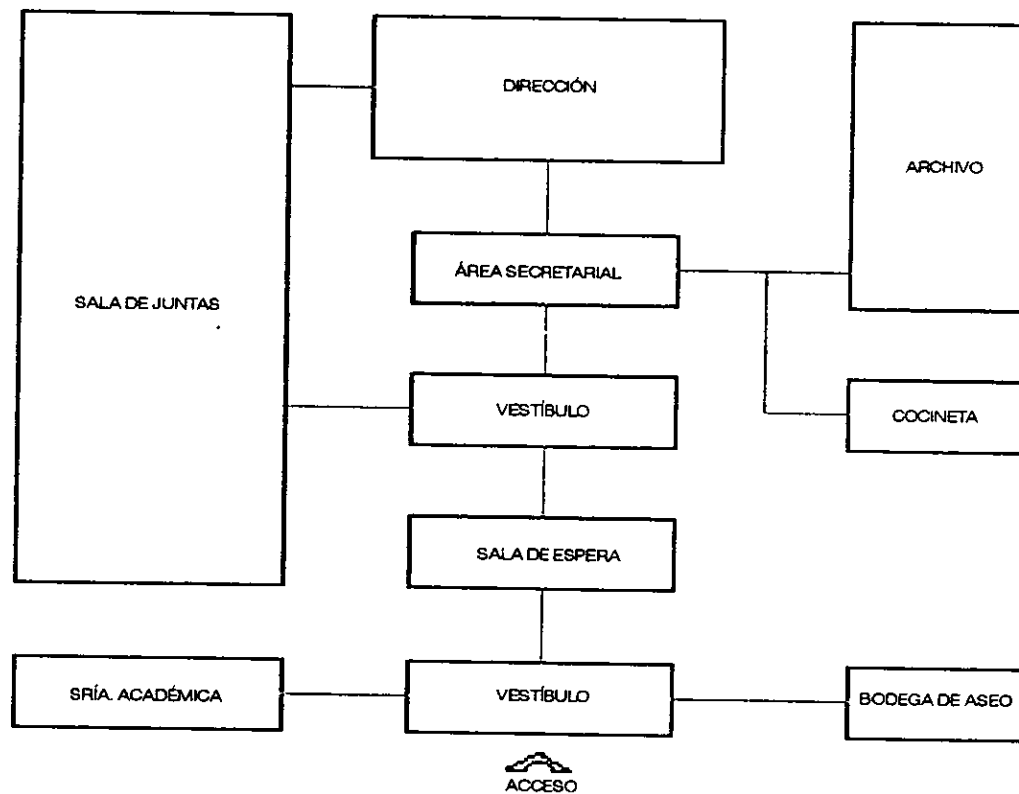 DIRECCIÓN
ARCHIVO
ÁREA SECRETARIAL
SALA DE JUNTAS
VESTÍBULO
COCINETA
SALA DE ESPERA
SRÍA. ACADÉMICA
VESTÍBULO
BODEGA DE ASEO
ACCESO